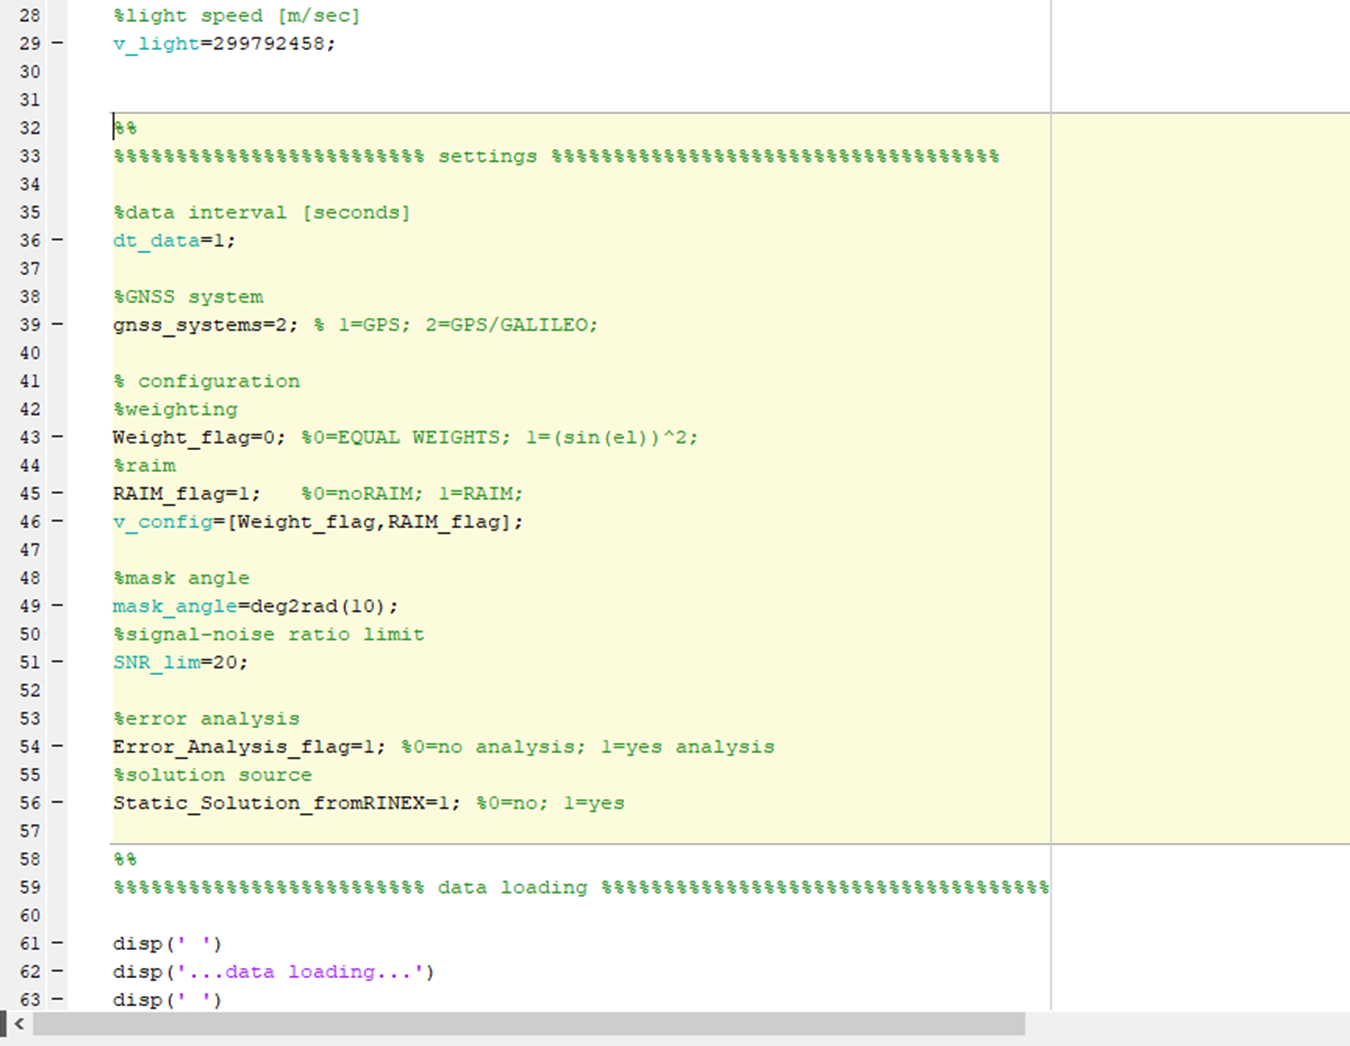 28 %light speed [m/sec]
29 – v_light=299792458;
30
31
32 %%
33 %%%%%%%%%%%%%%%%%%%%%%%%% settings %%%%%%%%%%%%%%%%%%%%%%%%%%%%%%%%%%%%
34
35 %data interval [seconds]
36 – dt_data=1;
37
38 %GNSS system
39 – gnss_systems=2; % 1=GPS; 2=GPS/GALILEO;
40
41 % configuration
42 %weighting
43 – Weight_flag=0; %0=EQUAL WEIGHTS; 1=(sin(el))^2;
44 %raim
45 – RAIM_flag=1;   %0=noRAIM; 1=RAIM;
46 – v_config=[Weight_flag,RAIM_flag];
47
48 %mask angle
49 – mask_angle=deg2rad(10);
50 %signal-noise ratio limit
51 – SNR_lim=20;
52
53 %error analysis
54 – Error_Analysis_flag=1; %0=no analysis; 1=yes analysis
55 %solution source
56 – Static_Solution_fromRINEX=1; %0=no; 1=yes
57
58 %%
59 %%%%%%%%%%%%%%%%%%%%%%%%% data loading %%%%%%%%%%%%%%%%%%%%%%%%%%%%%%%%%%%%
60
61 – disp(' ')
62 – disp('...data loading...')
63 – disp(' ')